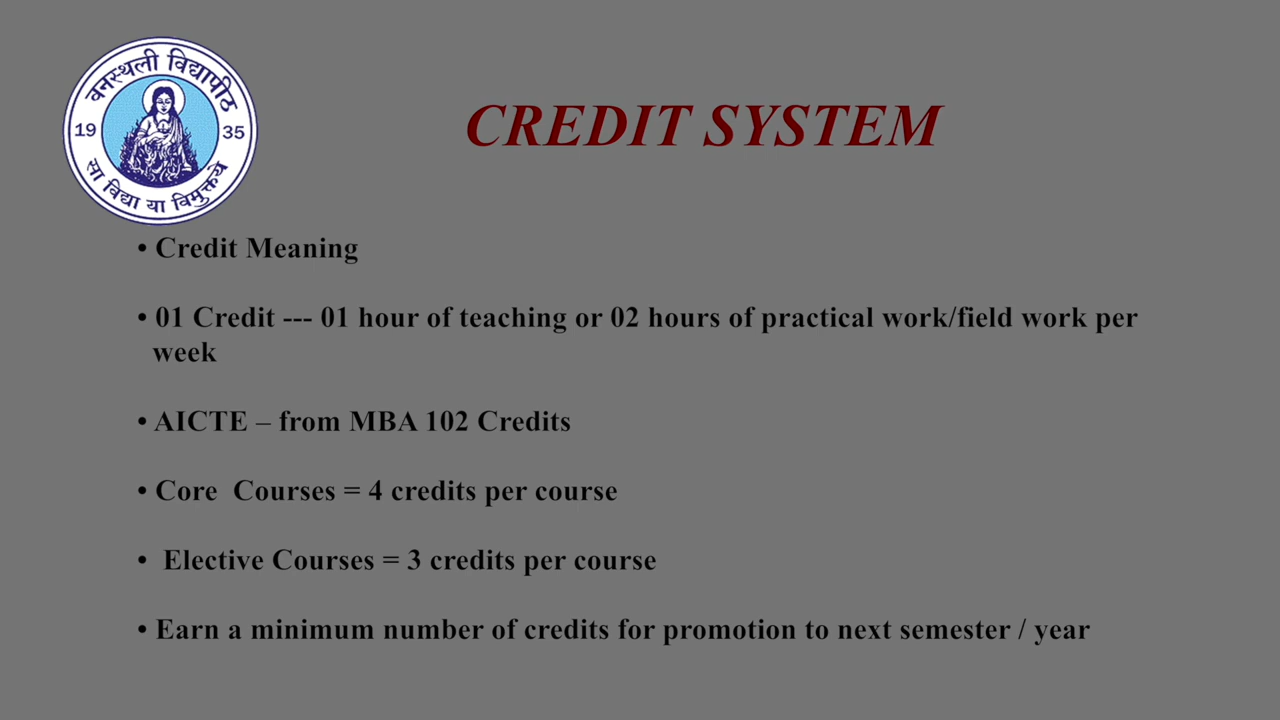 वनस्थली विद्यापीठ
19 35
सा विद्या या विमुक्तये
CREDIT SYSTEM
• Credit Meaning
• 01 Credit --- 01 hour of teaching or 02 hours of practical work/field work per
week
• AICTE – from MBA 102 Credits
• Core Courses = 4 credits per course
• Elective Courses = 3 credits per course
• Earn a minimum number of credits for promotion to next semester / year